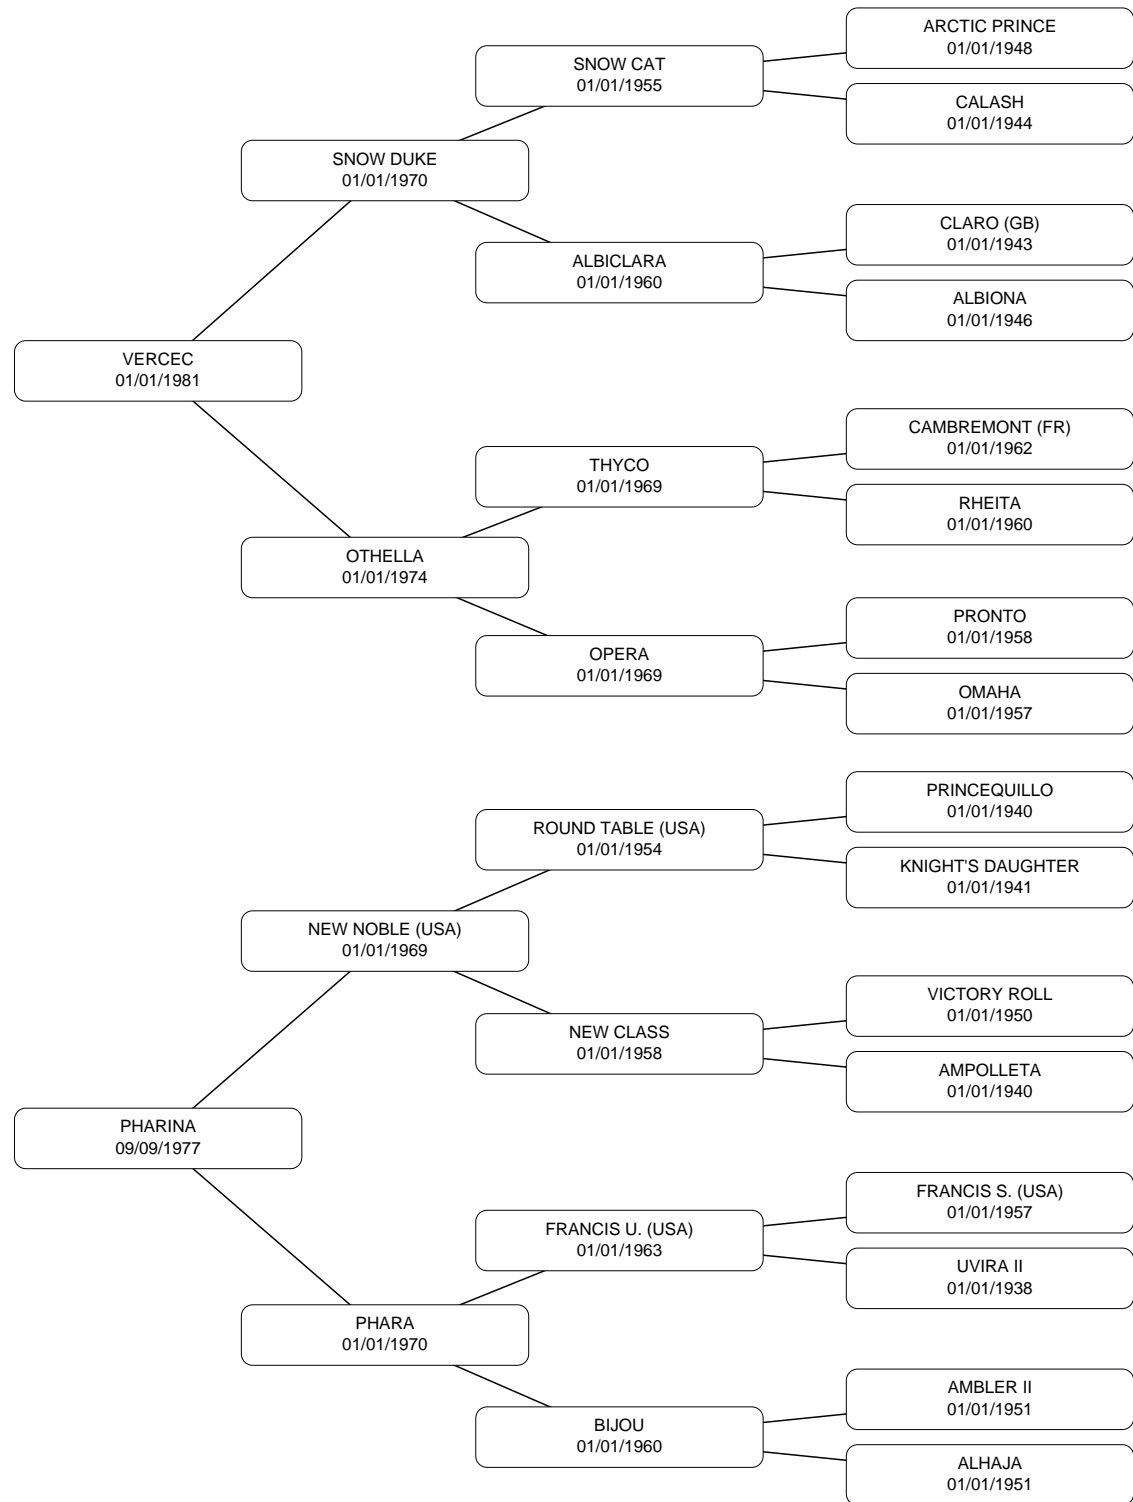 ARCTIC PRINCE
01/01/1948
SNOW CAT
01/01/1955
CALASH
01/01/1944
SNOW DUKE
01/01/1970
CLARO (GB)
01/01/1943
ALBICLARA
01/01/1960
ALBIONA
01/01/1946
VERCEC
01/01/1981
CAMBREMONT (FR)
01/01/1962
THYCO
01/01/1969
RHEITA
01/01/1960
OTHELLA
01/01/1974
PRONTO
01/01/1958
OPERA
01/01/1969
OMAHA
01/01/1957
PRINCEQUILLO
01/01/1940
ROUND TABLE (USA)
01/01/1954
KNIGHT'S DAUGHTER
01/01/1941
NEW NOBLE (USA)
01/01/1969
VICTORY ROLL
01/01/1950
NEW CLASS
01/01/1958
AMPOLLETA
01/01/1940
PHARINA
09/09/1977
FRANCIS S. (USA)
01/01/1957
FRANCIS U. (USA)
01/01/1963
UVIRA II
01/01/1938
PHARA
01/01/1970
AMBLER II
01/01/1951
BIJOU
01/01/1960
ALHAJA
01/01/1951